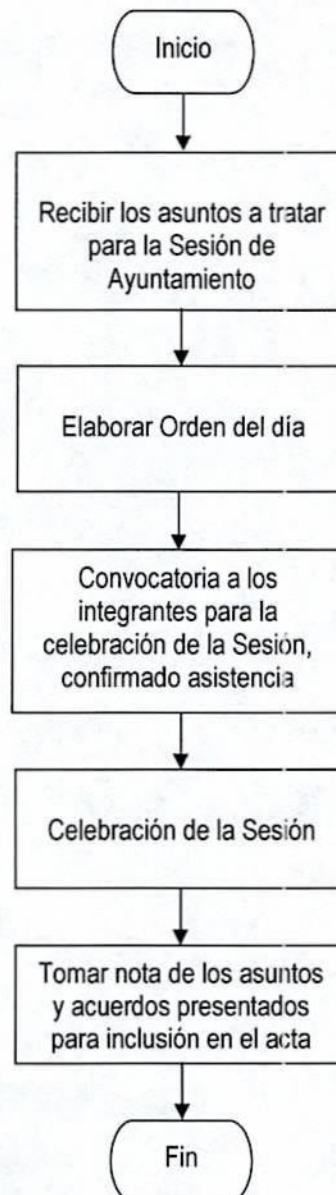 Inicio
Recibir los asuntos a tratar
para la Sesión de
Ayuntamiento
Elaborar Orden del día
Convocatoria a los
integrantes para la
celebración de la Sesión,
confirmado asistencia
Celebración de la Sesión
Tomar nota de los asuntos
y acuerdos presentados
para inclusión en el acta
Fin